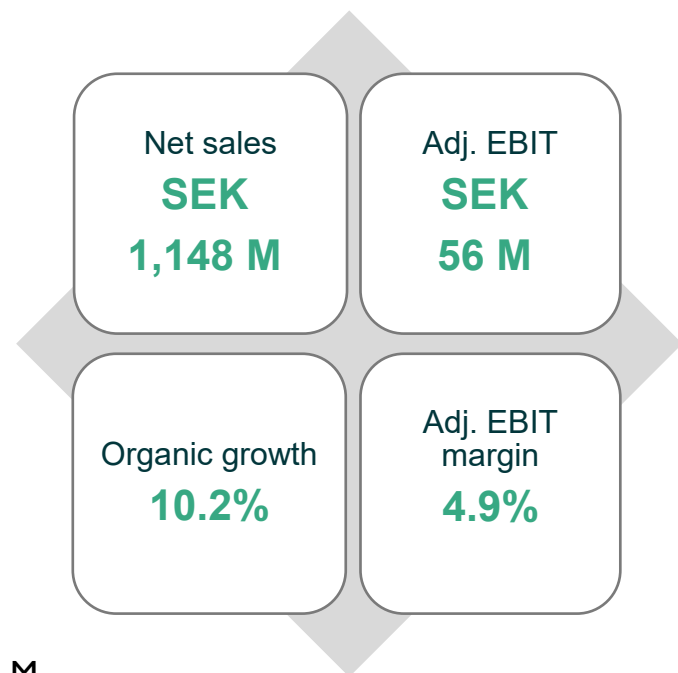 Net sales
SEK
1,148 M
Adj. EBIT
SEK
56 M
Organic growth
10.2%
Adj. EBIT
margin
4.9%
M